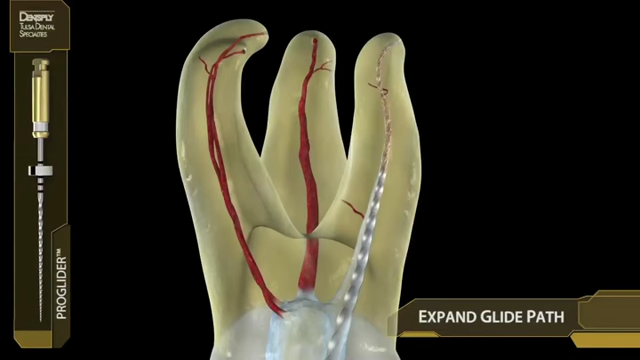 DENTSPLY
TULSA DENTAL
SPECIALTIES
PROGLIDER™
EXPAND GLIDE PATH